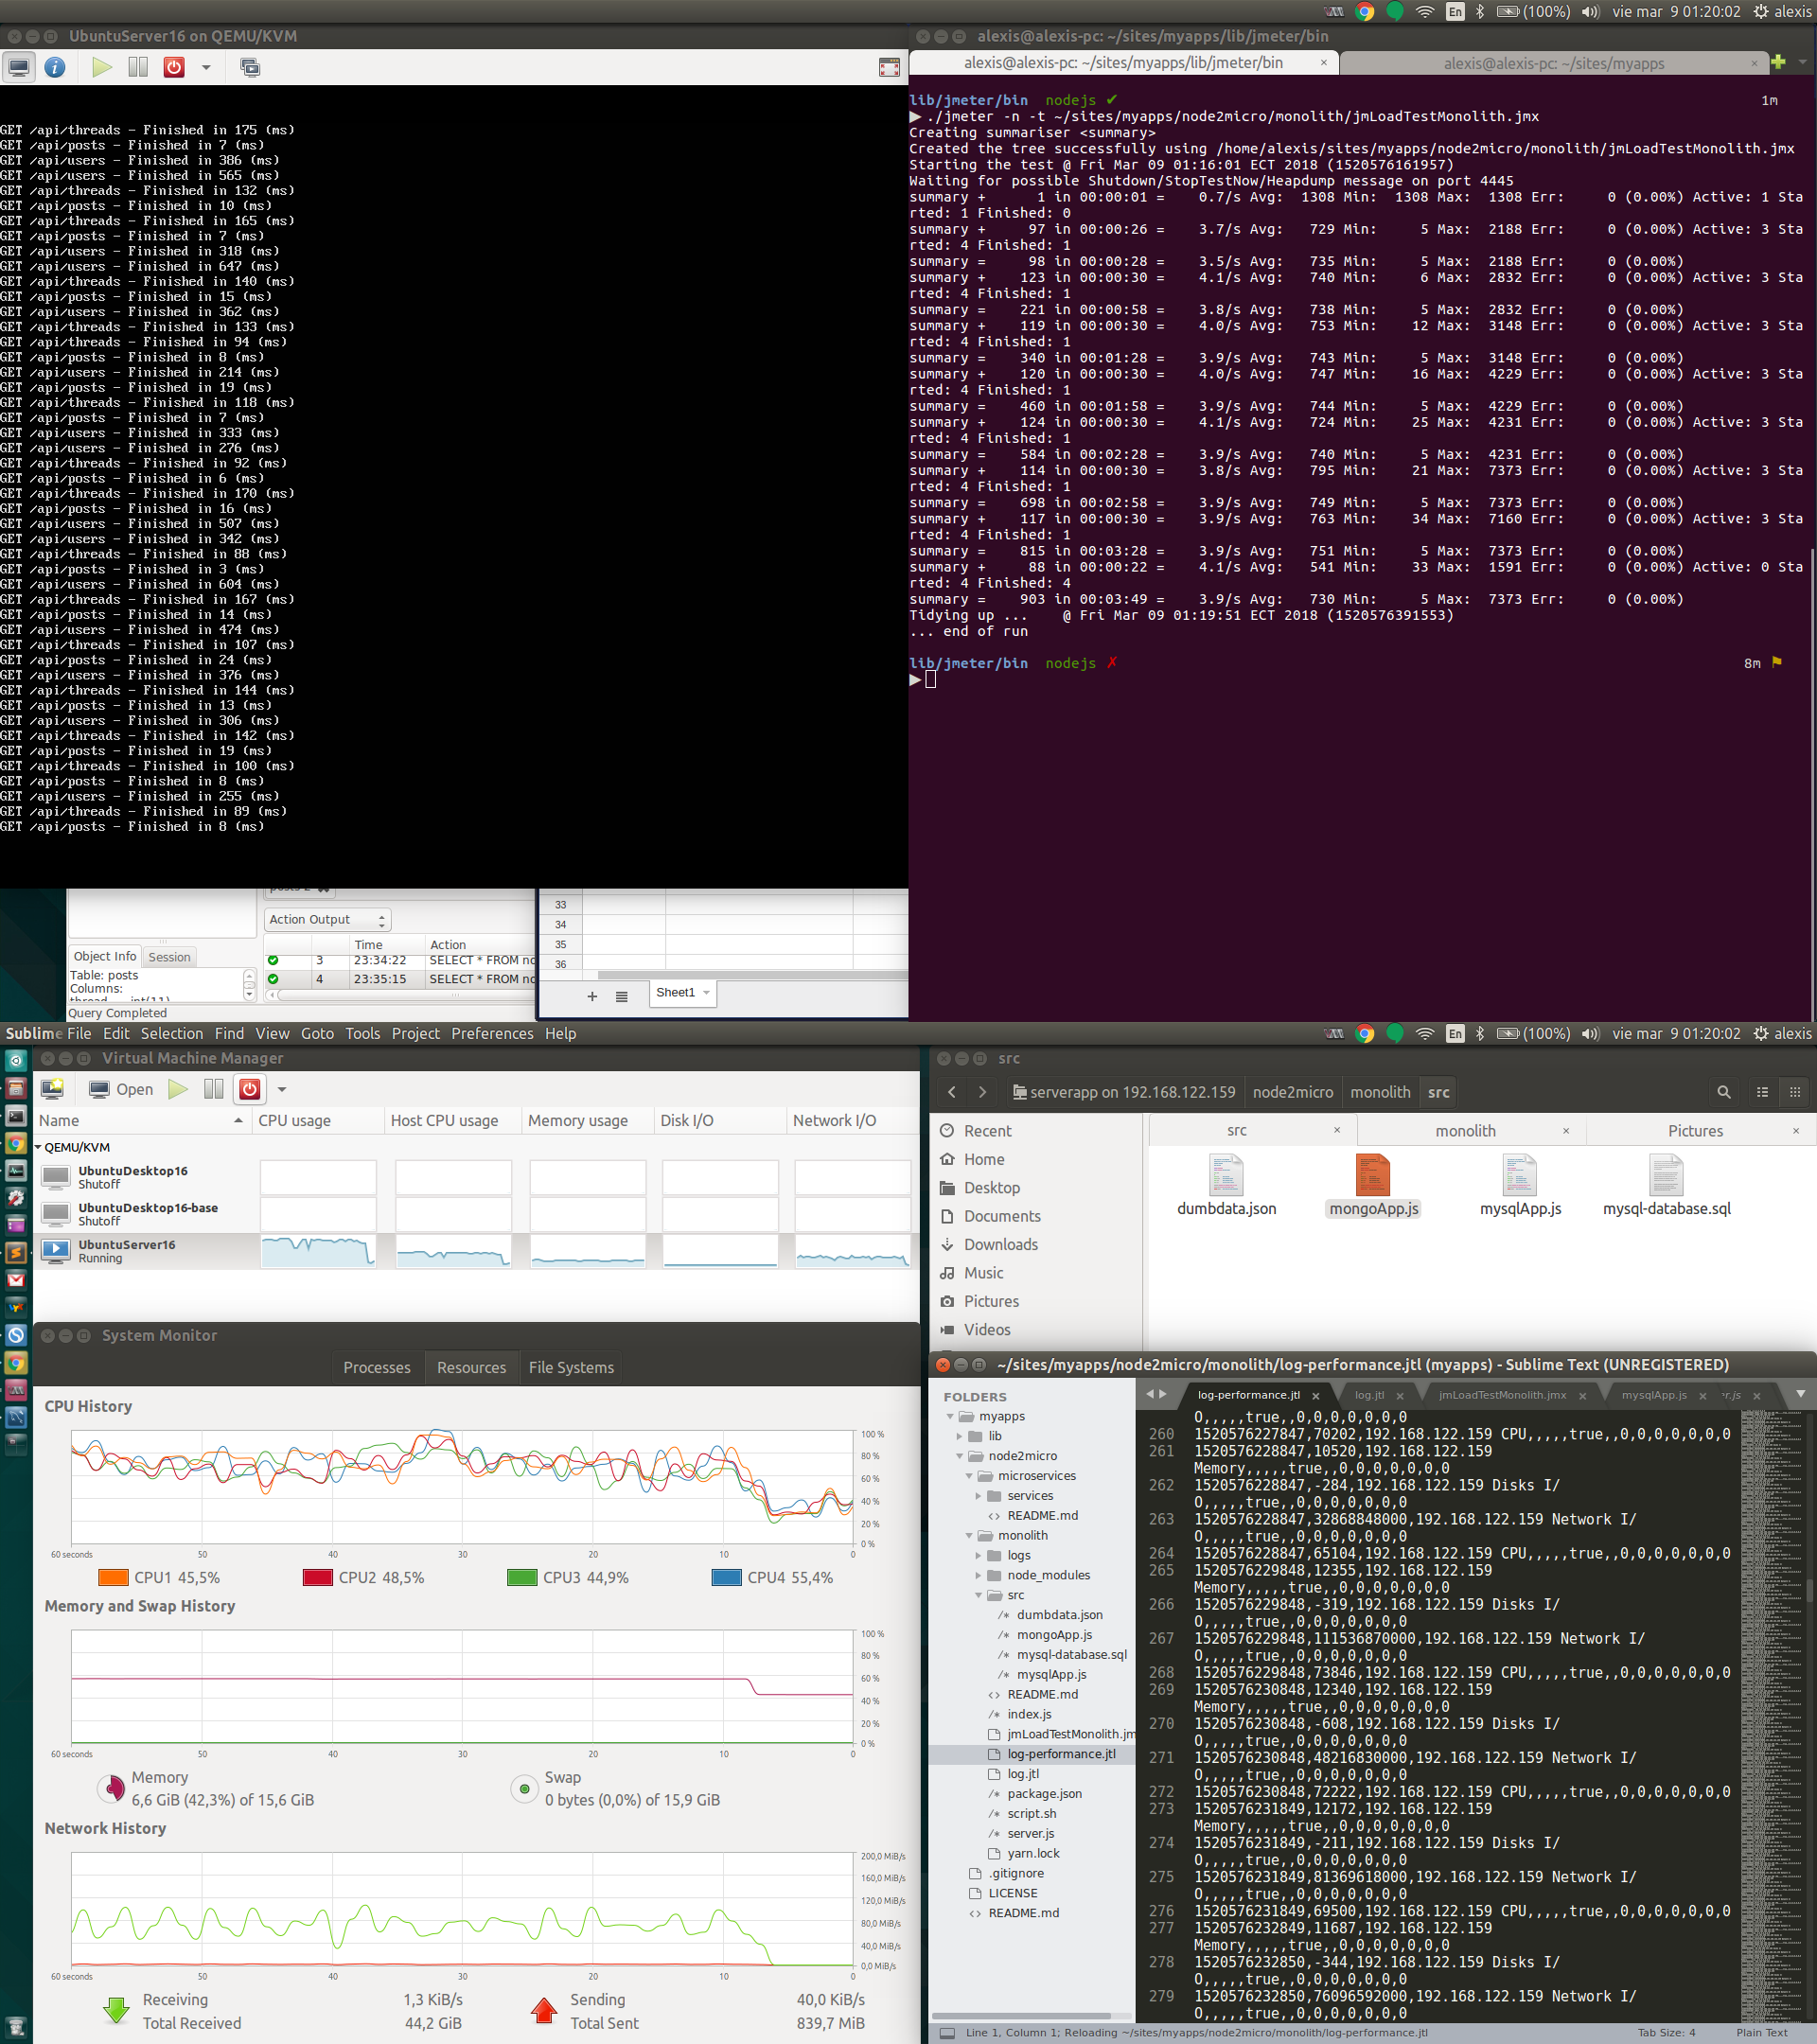 En (100%) vie mar 9 01:20:02 alexis
UbuntuServer16 on QEMU/KVM
GET /api/threads - Finished in 175 (ms)
GET /api/posts - Finished in 7 (ms)
GET /api/users - Finished in 386 (ms)
GET /api/users - Finished in 565 (ms)
GET /api/threads - Finished in 132 (ms)
GET /api/posts - Finished in 10 (ms)
GET /api/threads - Finished in 165 (ms)
GET /api/posts - Finished in 7 (ms)
GET /api/users - Finished in 318 (ms)
GET /api/users - Finished in 647 (ms)
GET /api/threads - Finished in 140 (ms)
GET /api/posts - Finished in 15 (ms)
GET /api/users - Finished in 362 (ms)
GET /api/threads - Finished in 133 (ms)
GET /api/threads - Finished in 94 (ms)
GET /api/posts - Finished in 8 (ms)
GET /api/users - Finished in 214 (ms)
GET /api/posts - Finished in 19 (ms)
GET /api/threads - Finished in 118 (ms)
GET /api/posts - Finished in 7 (ms)
GET /api/users - Finished in 333 (ms)
GET /api/users - Finished in 276 (ms)
GET /api/threads - Finished in 92 (ms)
GET /api/posts - Finished in 6 (ms)
GET /api/threads - Finished in 170 (ms)
GET /api/posts - Finished in 16 (ms)
GET /api/users - Finished in 507 (ms)
GET /api/users - Finished in 342 (ms)
GET /api/threads - Finished in 88 (ms)
GET /api/posts - Finished in 3 (ms)
GET /api/users - Finished in 604 (ms)
GET /api/threads - Finished in 167 (ms)
GET /api/posts - Finished in 14 (ms)
GET /api/users - Finished in 474 (ms)
GET /api/threads - Finished in 107 (ms)
GET /api/posts - Finished in 24 (ms)
GET /api/users - Finished in 376 (ms)
GET /api/threads - Finished in 144 (ms)
GET /api/posts - Finished in 13 (ms)
GET /api/users - Finished in 306 (ms)
GET /api/threads - Finished in 142 (ms)
GET /api/posts - Finished in 19 (ms)
GET /api/threads - Finished in 100 (ms)
GET /api/posts - Finished in 8 (ms)
GET /api/users - Finished in 255 (ms)
GET /api/threads - Finished in 89 (ms)
GET /api/posts - Finished in 8 (ms)
alexis@alexis-pc: ~/sites/myapps/lib/jmeter/bin
alexis@alexis-pc: ~/sites/myapps/lib/jmeter/bin × alexis@alexis-pc: ~/sites/myapps ×
lib/jmeter/bin nodejs ✔ 1m
▶ ./jmeter -n -t ~/sites/myapps/node2micro/monolith/jmLoadTestMonolith.jmx
Creating summariser <summary>
Created the tree successfully using /home/alexis/sites/myapps/node2micro/monolith/jmLoadTestMonolith.jmx
Starting the test @ Fri Mar 09 01:16:01 ECT 2018 (1520576161957)
Waiting for possible Shutdown/StopTestNow/Heapdump message on port 4445
summary + 1 in 00:00:01 = 0.7/s Avg: 1308 Min: 1308 Max: 1308 Err: 0 (0.00%) Active: 1 Sta
rted: 1 Finished: 0
summary + 97 in 00:00:26 = 3.7/s Avg: 729 Min: 5 Max: 2188 Err: 0 (0.00%) Active: 3 Sta
rted: 4 Finished: 1
summary = 98 in 00:00:28 = 3.5/s Avg: 735 Min: 5 Max: 2188 Err: 0 (0.00%)
summary + 123 in 00:00:30 = 4.1/s Avg: 740 Min: 6 Max: 2832 Err: 0 (0.00%) Active: 3 Sta
rted: 4 Finished: 1
summary = 221 in 00:00:58 = 3.8/s Avg: 738 Min: 5 Max: 2832 Err: 0 (0.00%)
summary + 119 in 00:00:30 = 4.0/s Avg: 753 Min: 12 Max: 3148 Err: 0 (0.00%) Active: 3 Sta
rted: 4 Finished: 1
summary = 340 in 00:01:28 = 3.9/s Avg: 743 Min: 5 Max: 3148 Err: 0 (0.00%)
summary + 120 in 00:00:30 = 4.0/s Avg: 747 Min: 16 Max: 4229 Err: 0 (0.00%) Active: 3 Sta
rted: 4 Finished: 1
summary = 460 in 00:01:58 = 3.9/s Avg: 744 Min: 5 Max: 4229 Err: 0 (0.00%)
summary + 124 in 00:00:30 = 4.1/s Avg: 724 Min: 25 Max: 4231 Err: 0 (0.00%) Active: 3 Sta
rted: 4 Finished: 1
summary = 584 in 00:02:28 = 3.9/s Avg: 740 Min: 5 Max: 4231 Err: 0 (0.00%)
summary + 114 in 00:00:30 = 3.8/s Avg: 795 Min: 21 Max: 7373 Err: 0 (0.00%) Active: 3 Sta
rted: 4 Finished: 1
summary = 698 in 00:02:58 = 3.9/s Avg: 749 Min: 5 Max: 7373 Err: 0 (0.00%)
summary + 117 in 00:00:30 = 3.9/s Avg: 763 Min: 34 Max: 7160 Err: 0 (0.00%) Active: 3 Sta
rted: 4 Finished: 1
summary = 815 in 00:03:28 = 3.9/s Avg: 751 Min: 5 Max: 7373 Err: 0 (0.00%)
summary + 88 in 00:00:22 = 4.1/s Avg: 541 Min: 33 Max: 1591 Err: 0 (0.00%) Active: 0 Sta
rted: 4 Finished: 4
summary = 903 in 00:03:49 = 3.9/s Avg: 730 Min: 5 Max: 7373 Err: 0 (0.00%)
Tidying up ... @ Fri Mar 09 01:19:51 ECT 2018 (1520576391553)
... end of run
lib/jmeter/bin nodejs ✗ 8m
▶
Action Output
Time Action
3 23:34:22 SELECT * FROM no
4 23:35:15 SELECT * FROM no
Object Info Session
Table: posts
Columns:
Query Completed
33
34
35
36
+ Sheet1
Sublime File Edit Selection Find View Goto Tools Project Preferences Help
En (100%) vie mar 9 01:20:02 alexis
Virtual Machine Manager
Open
Name CPU usage Host CPU usage Memory usage Disk I/O Network I/O
QEMU/KVM
UbuntuDesktop16
Shutoff
UbuntuDesktop16-base
Shutoff
UbuntuServer16
Running
System Monitor
Processes Resources File Systems
CPU History
100 %
80 %
60 %
40 %
20 %
0 %
60 seconds 50 40 30 20 10 0
CPU1 45,5% CPU2 48,5% CPU3 44,9% CPU4 55,4%
Memory and Swap History
100 %
80 %
60 %
40 %
20 %
0 %
60 seconds 50 40 30 20 10 0
Memory
6,6 GiB (42,3%) of 15,6 GiB
Swap
0 bytes (0,0%) of 15,9 GiB
Network History
200,0 MiB/s
160,0 MiB/s
120,0 MiB/s
80,0 MiB/s
40,0 MiB/s
0,0 MiB/s
60 seconds 50 40 30 20 10 0
Receiving 1,3 KiB/s
Total Received 44,2 GiB
Sending 40,0 KiB/s
Total Sent 839,7 MiB
src
serverapp on 192.168.122.159 node2micro monolith src
Recent
Home
Desktop
Documents
Downloads
Music
Pictures
Videos
src × monolith × Pictures ×
dumbdata.json mongoApp.js mysqlApp.js mysql-database.sql
~/sites/myapps/node2micro/monolith/log-performance.jtl (myapps) - Sublime Text (UNREGISTERED)
FOLDERS
myapps
lib
node2micro
microservices
services
README.md
monolith
logs
node_modules
src
dumbdata.json
mongoApp.js
mysql-database.sql
mysqlApp.js
README.md
index.js
jmLoadTestMonolith.jm
log-performance.jtl
log.jtl
package.json
script.sh
server.js
yarn.lock
.gitignore
LICENSE
README.md
log-performance.jtl × log.jtl × jmLoadTestMonolith.jmx × mysqlApp.js × r.js ×
O,,,,,true,,0,0,0,0,0,0,0
260 1520576227847,70202,192.168.122.159 CPU,,,,,true,,0,0,0,0,0,0,0
261 1520576228847,10520,192.168.122.159
Memory,,,,,true,,0,0,0,0,0,0,0
262 1520576228847,-284,192.168.122.159 Disks I/
O,,,,,true,,0,0,0,0,0,0,0
263 1520576228847,32868848000,192.168.122.159 Network I/
O,,,,,true,,0,0,0,0,0,0,0
264 1520576228847,65104,192.168.122.159 CPU,,,,,true,,0,0,0,0,0,0,0
265 1520576229848,12355,192.168.122.159
Memory,,,,,true,,0,0,0,0,0,0,0
266 1520576229848,-319,192.168.122.159 Disks I/
O,,,,,true,,0,0,0,0,0,0,0
267 1520576229848,111536870000,192.168.122.159 Network I/
O,,,,,true,,0,0,0,0,0,0,0
268 1520576229848,73846,192.168.122.159 CPU,,,,,true,,0,0,0,0,0,0,0
269 1520576230848,12340,192.168.122.159
Memory,,,,,true,,0,0,0,0,0,0,0
270 1520576230848,-608,192.168.122.159 Disks I/
O,,,,,true,,0,0,0,0,0,0,0
271 1520576230848,48216830000,192.168.122.159 Network I/
O,,,,,true,,0,0,0,0,0,0,0
272 1520576230848,72222,192.168.122.159 CPU,,,,,true,,0,0,0,0,0,0,0
273 1520576231849,12172,192.168.122.159
Memory,,,,,true,,0,0,0,0,0,0,0
274 1520576231849,-211,192.168.122.159 Disks I/
O,,,,,true,,0,0,0,0,0,0,0
275 1520576231849,81369618000,192.168.122.159 Network I/
O,,,,,true,,0,0,0,0,0,0,0
276 1520576231849,69500,192.168.122.159 CPU,,,,,true,,0,0,0,0,0,0,0
277 1520576232849,11687,192.168.122.159
Memory,,,,,true,,0,0,0,0,0,0,0
278 1520576232850,-344,192.168.122.159 Disks I/
O,,,,,true,,0,0,0,0,0,0,0
279 1520576232850,76096592000,192.168.122.159 Network I/
O,,,,,true,,0,0,0,0,0,0,0
Line 1, Column 1; Reloading ~/sites/myapps/node2micro/monolith/log-performance.jtl Tab Size: 4 Plain Text